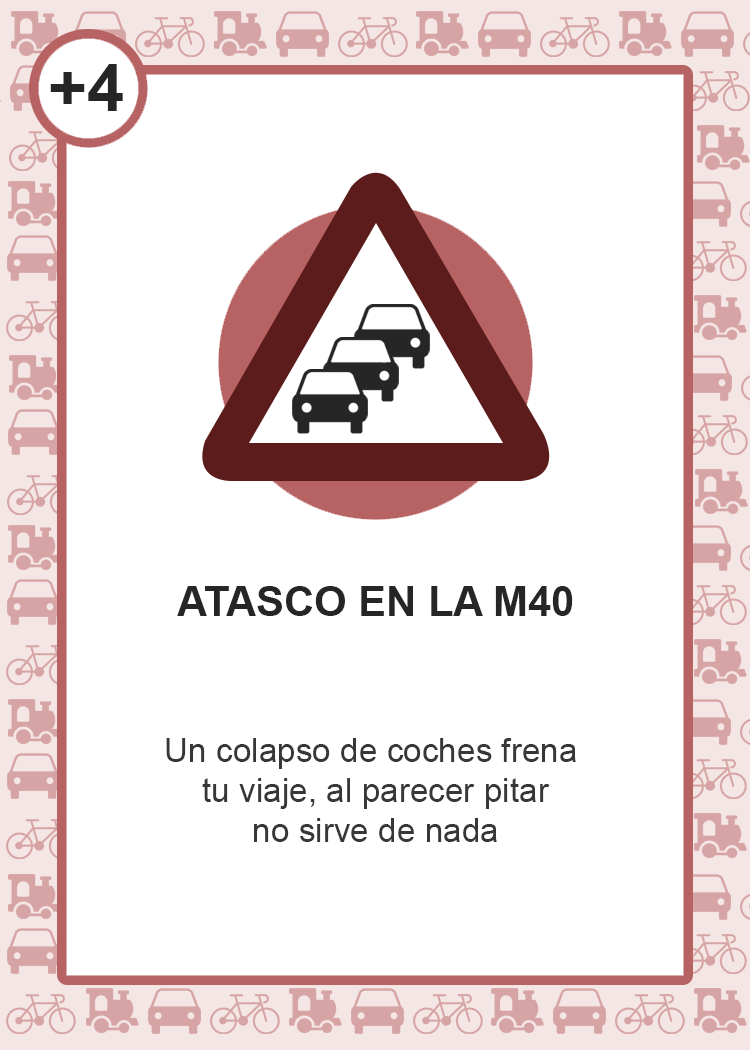 +4
ATASCO EN LA M40
Un colapso de coches frena
tu viaje, al parecer pitar
no sirve de nada